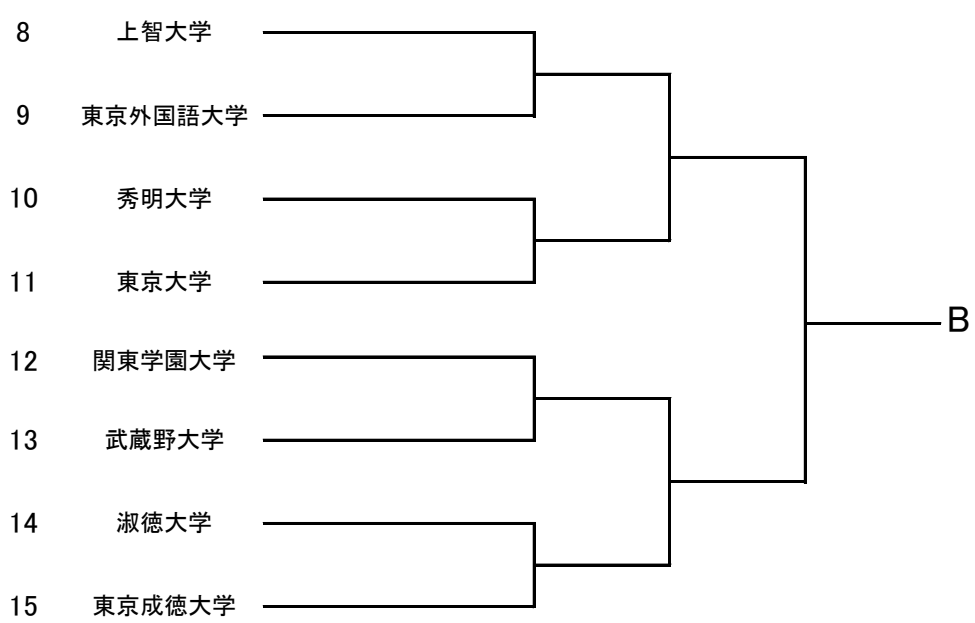 8 上智大学
9 東京外国語大学
10 秀明大学
11 東京大学
12 関東学園大学
13 武蔵野大学
14 淑徳大学
15 東京成徳大学
B